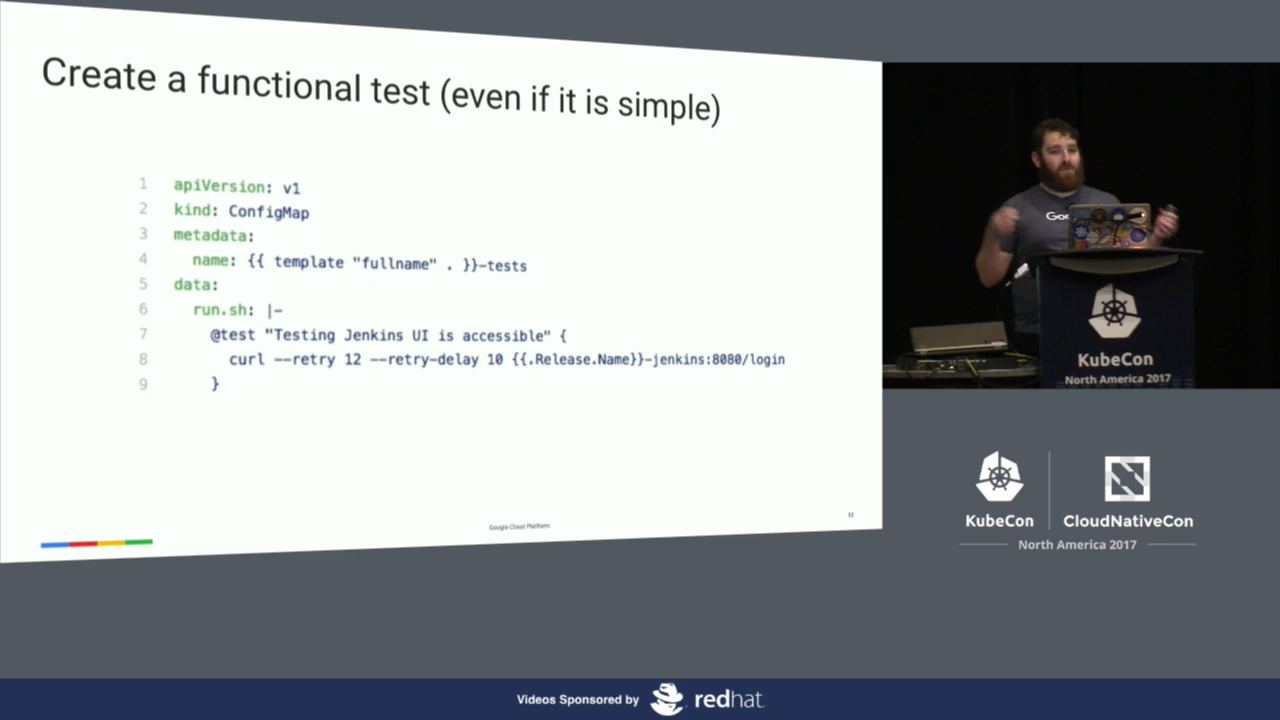 Create a functional test (even if it is simple)
1 apiVersion: v1
2 kind: ConfigMap
3 metadata:
4 name: {{ template "fullname" . }}-tests
5 data:
6 run.sh: |-
7 @test "Testing Jenkins UI is accessible" {
8 curl --retry 12 --retry-delay 10 {{.Release.Name}}-jenkins:8080/login
9 }
Google Cloud Platform
Goo
KubeCon
North America 2017
KubeCon
CloudNativeCon
North America 2017
Videos Sponsored by redhat